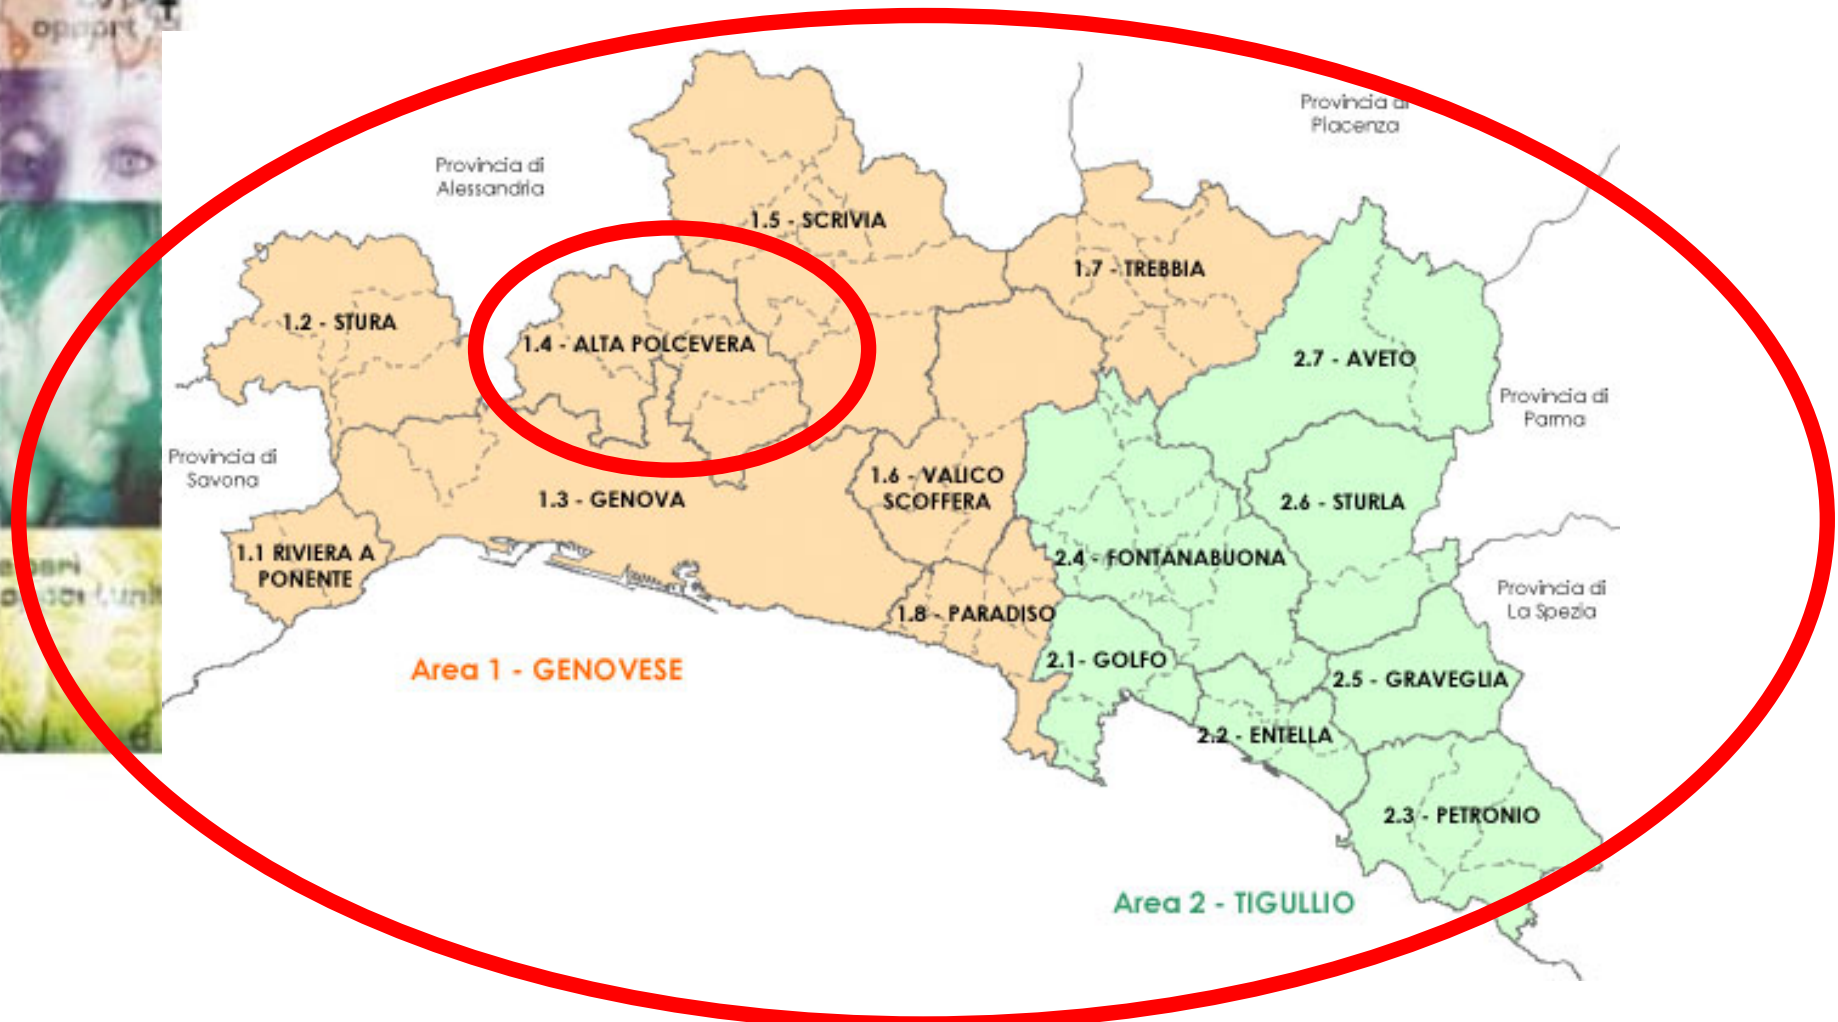 opport
Provincia di
Placenza
Provincia di
Alessandria
1.5 - SCRIVIA
1.7 - TREBBIA
1.2 - STURA
1.4 - ALTA POLCEVERA
2.7 - AVETO
Provincia di
Parma
Provincia di
Savona
1.6 - VALICO
SCOFFERA
1.3 - GENOVA
2.6 - STURLA
1.1 RIVIERA A
PONENTE
2.4 - FONTANABUONA
Provincia di
La Spezia
1.8 - PARADISO
Area 1 - GENOVESE
2.1- GOLFO
2.5 - GRAVEGLIA
2.2 - ENTELLA
2.3 - PETRONIO
Area 2 - TIGULLIO